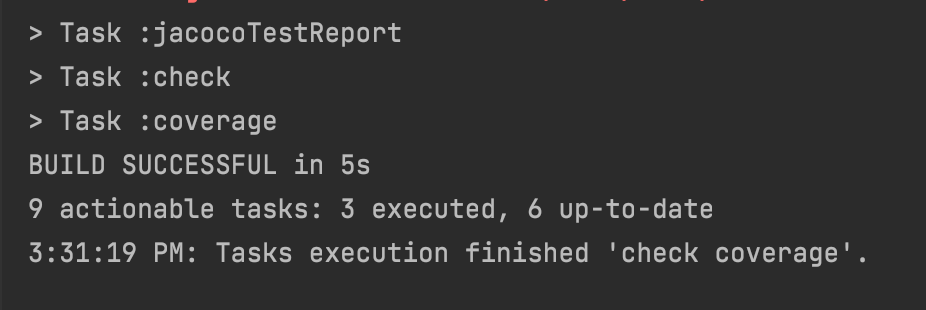 > Task :jacocoTestReport
> Task :check
> Task :coverage
BUILD SUCCESSFUL in 5s
9 actionable tasks: 3 executed, 6 up-to-date
3:31:19 PM: Tasks execution finished 'check coverage'.